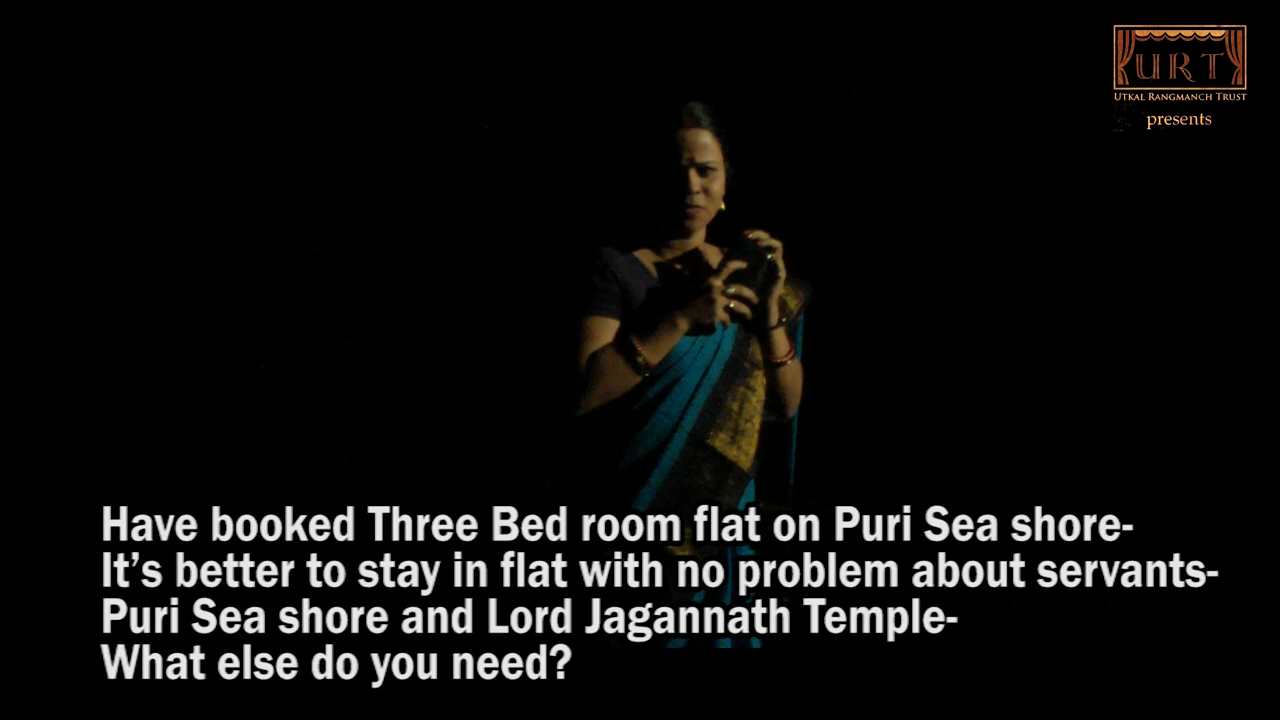 URT
UTKAL RANGMANCH TRUST
presents
Have booked Three Bed room flat on Puri Sea shore-
It’s better to stay in flat with no problem about servants-
Puri Sea shore and Lord Jagannath Temple-
What else do you need?